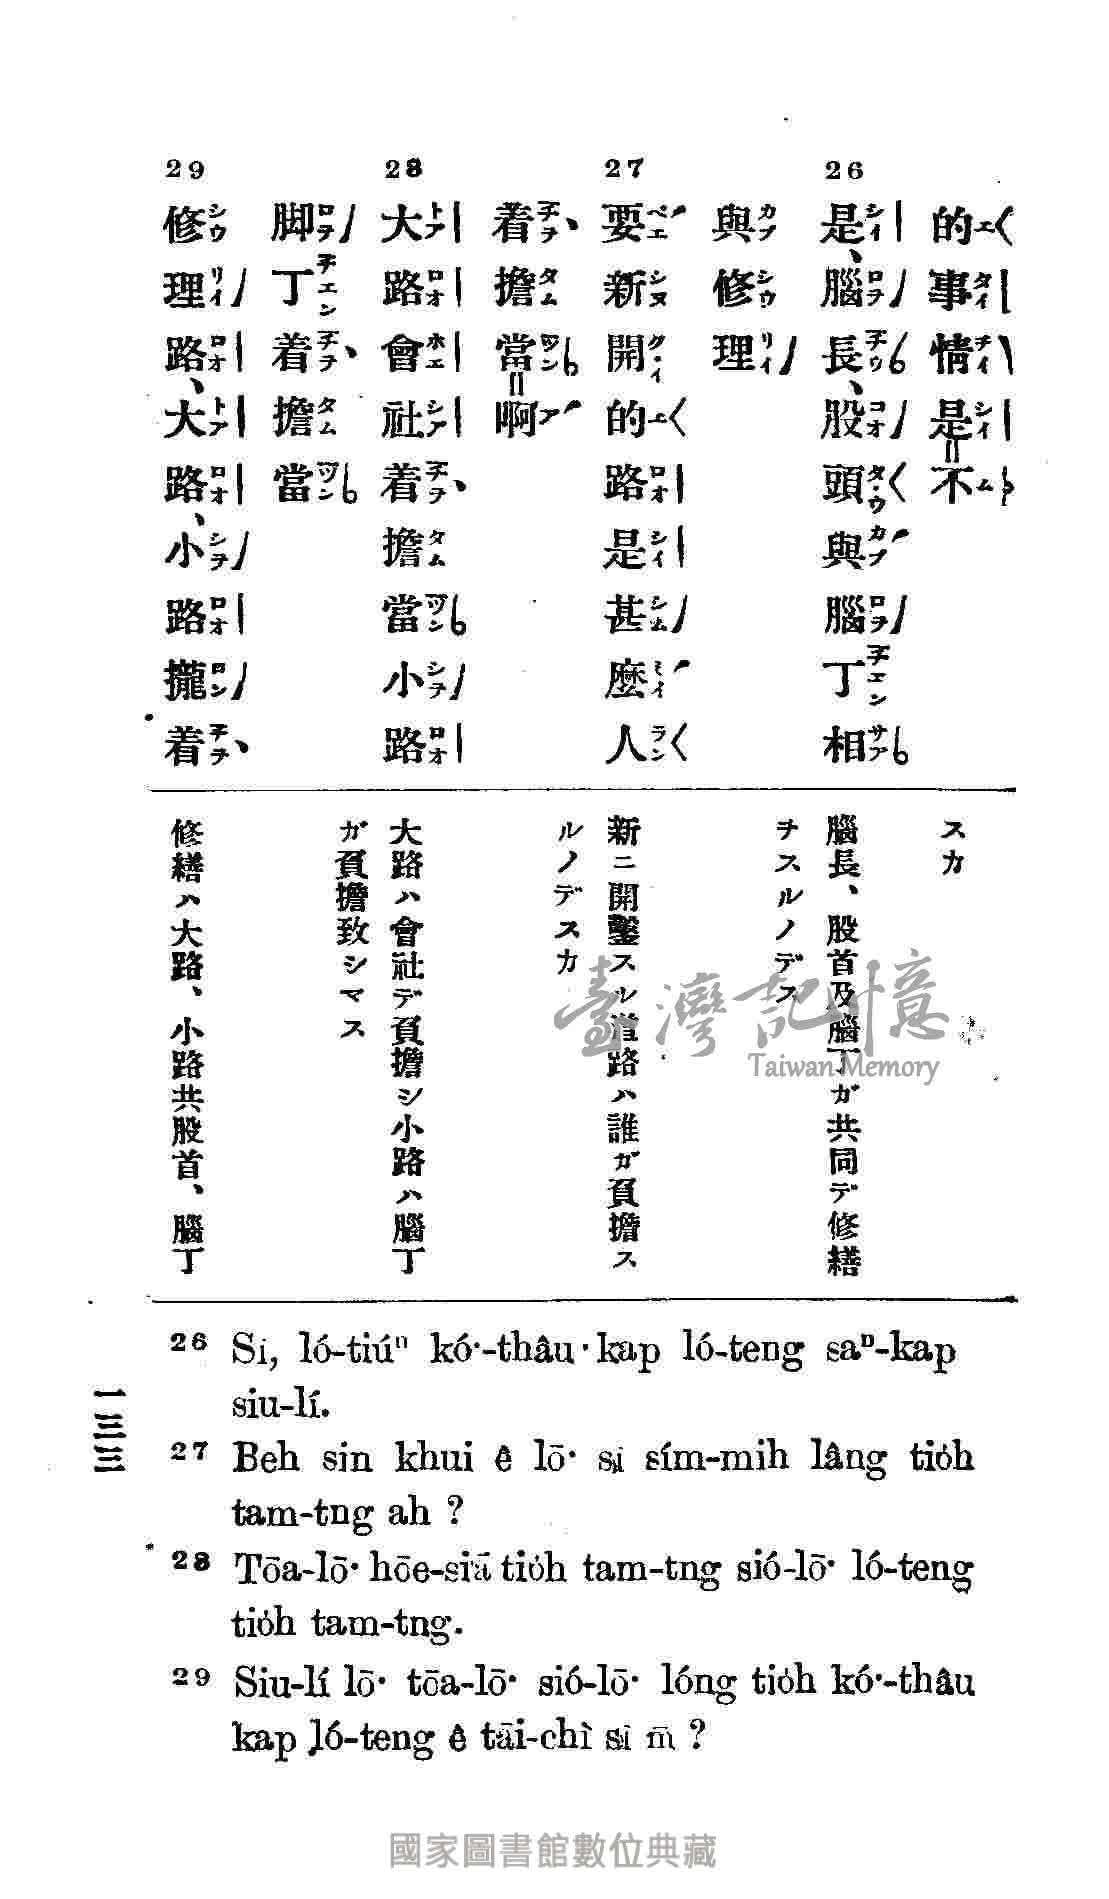 的事情是不
26
是、腦長、股頭與腦丁相
與修理
27
要新開的路是甚麼人
着擔當啊
28
大路會社着擔當小路
脚丁着擔當
29
修理路、大路、小路攏着
スカ
腦長、股首及腦丁ガ共同デ修繕
ヲスルノデス
新ニ開鑿スル道路ハ誰ガ負擔ス
ルノデスカ
大路ハ會社デ負擔シ小路ハ腦丁
ガ負擔致シマス
修繕ハ大路、小路共股首、腦丁
26 Sī, ló-tiúⁿ kó·-thâu kap ló-teng saⁿ-kap
siu-lí.
27 Beh sin khui ê lō· sī sím-mih lâng tio̍h
tam-tng ah ?
28 Tōa-lō· hōe-siā tio̍h tam-tng sió-lō· ló-teng
tio̍h tam-tng.
29 Siu-lí lō· tōa-lō· sió-lō· lóng tio̍h kó·-thâu
kap ló-teng ê tāi-chì sī m̄ ?
一三三
臺灣記憶
Taiwan Memory
國家圖書館數位典藏